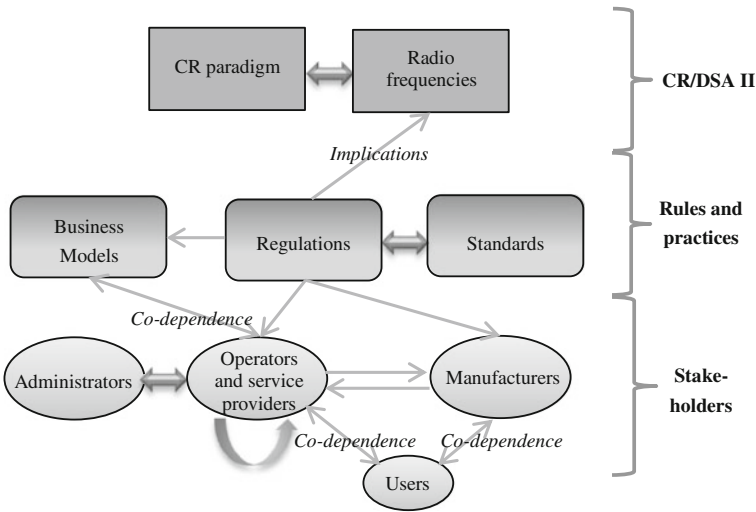 CR paradigm
Radio
frequencies
CR/DSA II
Implications
Business
Models
Regulations
Standards
Rules and
practices
Co-dependence
Administrators
Operators
and service
providers
Manufacturers
Stake-
holders
Co-dependence
Co-dependence
Users